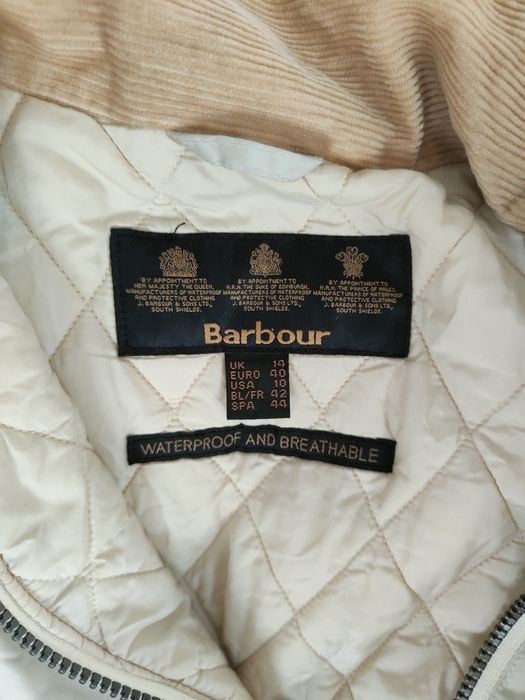 BY APPOINTMENT TO
HER MAJESTY THE QUEEN.
MANUFACTURERS OF WATERPROOF
AND PROTECTIVE CLOTHING
J. BARBOUR & SONS LTD.,
SOUTH SHIELDS.
BY APPOINTMENT TO
H.R.H. THE DUKE OF EDINBURGH.
MANUFACTURERS OF WATERPROOF
AND PROTECTIVE CLOTHING
J. BARBOUR & SONS LTD.,
SOUTH SHIELDS.
BY APPOINTMENT TO
H.R.H. THE PRINCE OF WALES.
MANUFACTURERS OF WATERPROOF
AND PROTECTIVE CLOTHING
J. BARBOUR & SONS LTD.,
SOUTH SHIELDS.
Barbour
UK 14
EURO 40
USA 10
BL/FR 42
SPA 44
WATERPROOF AND BREATHABLE